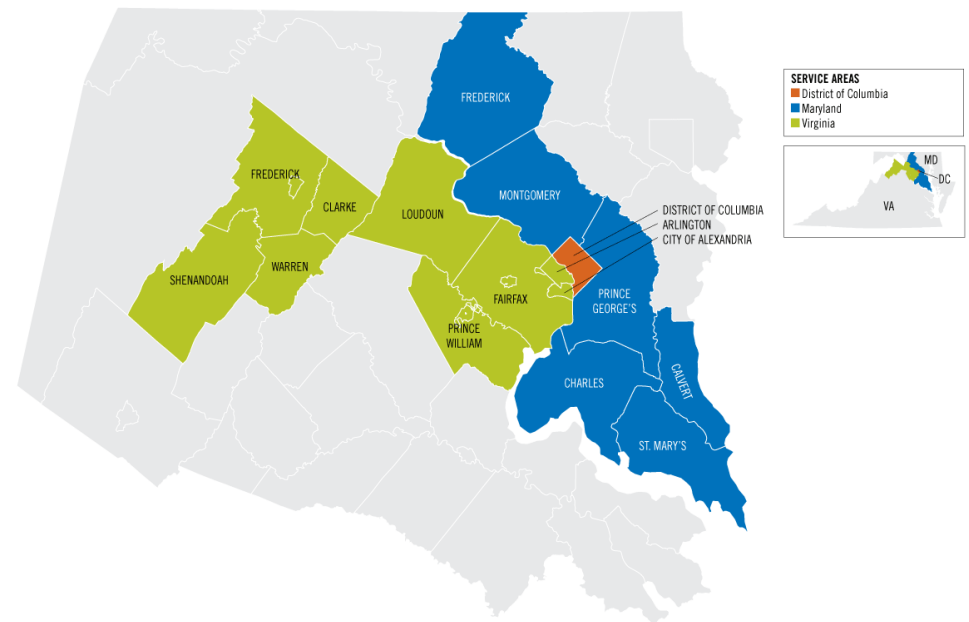 FREDERICK
MONTGOMERY
FREDERICK
CLARKE
LOUDOUN
DISTRICT OF COLUMBIA
ARLINGTON
CITY OF ALEXANDRIA
WARREN
SHENANDOAH
FAIRFAX
PRINCE
GEORGE'S
PRINCE
WILLIAM
CHARLES
CALVERT
ST. MARY'S
SERVICE AREAS
District of Columbia
Maryland
Virginia
MD
DC
VA